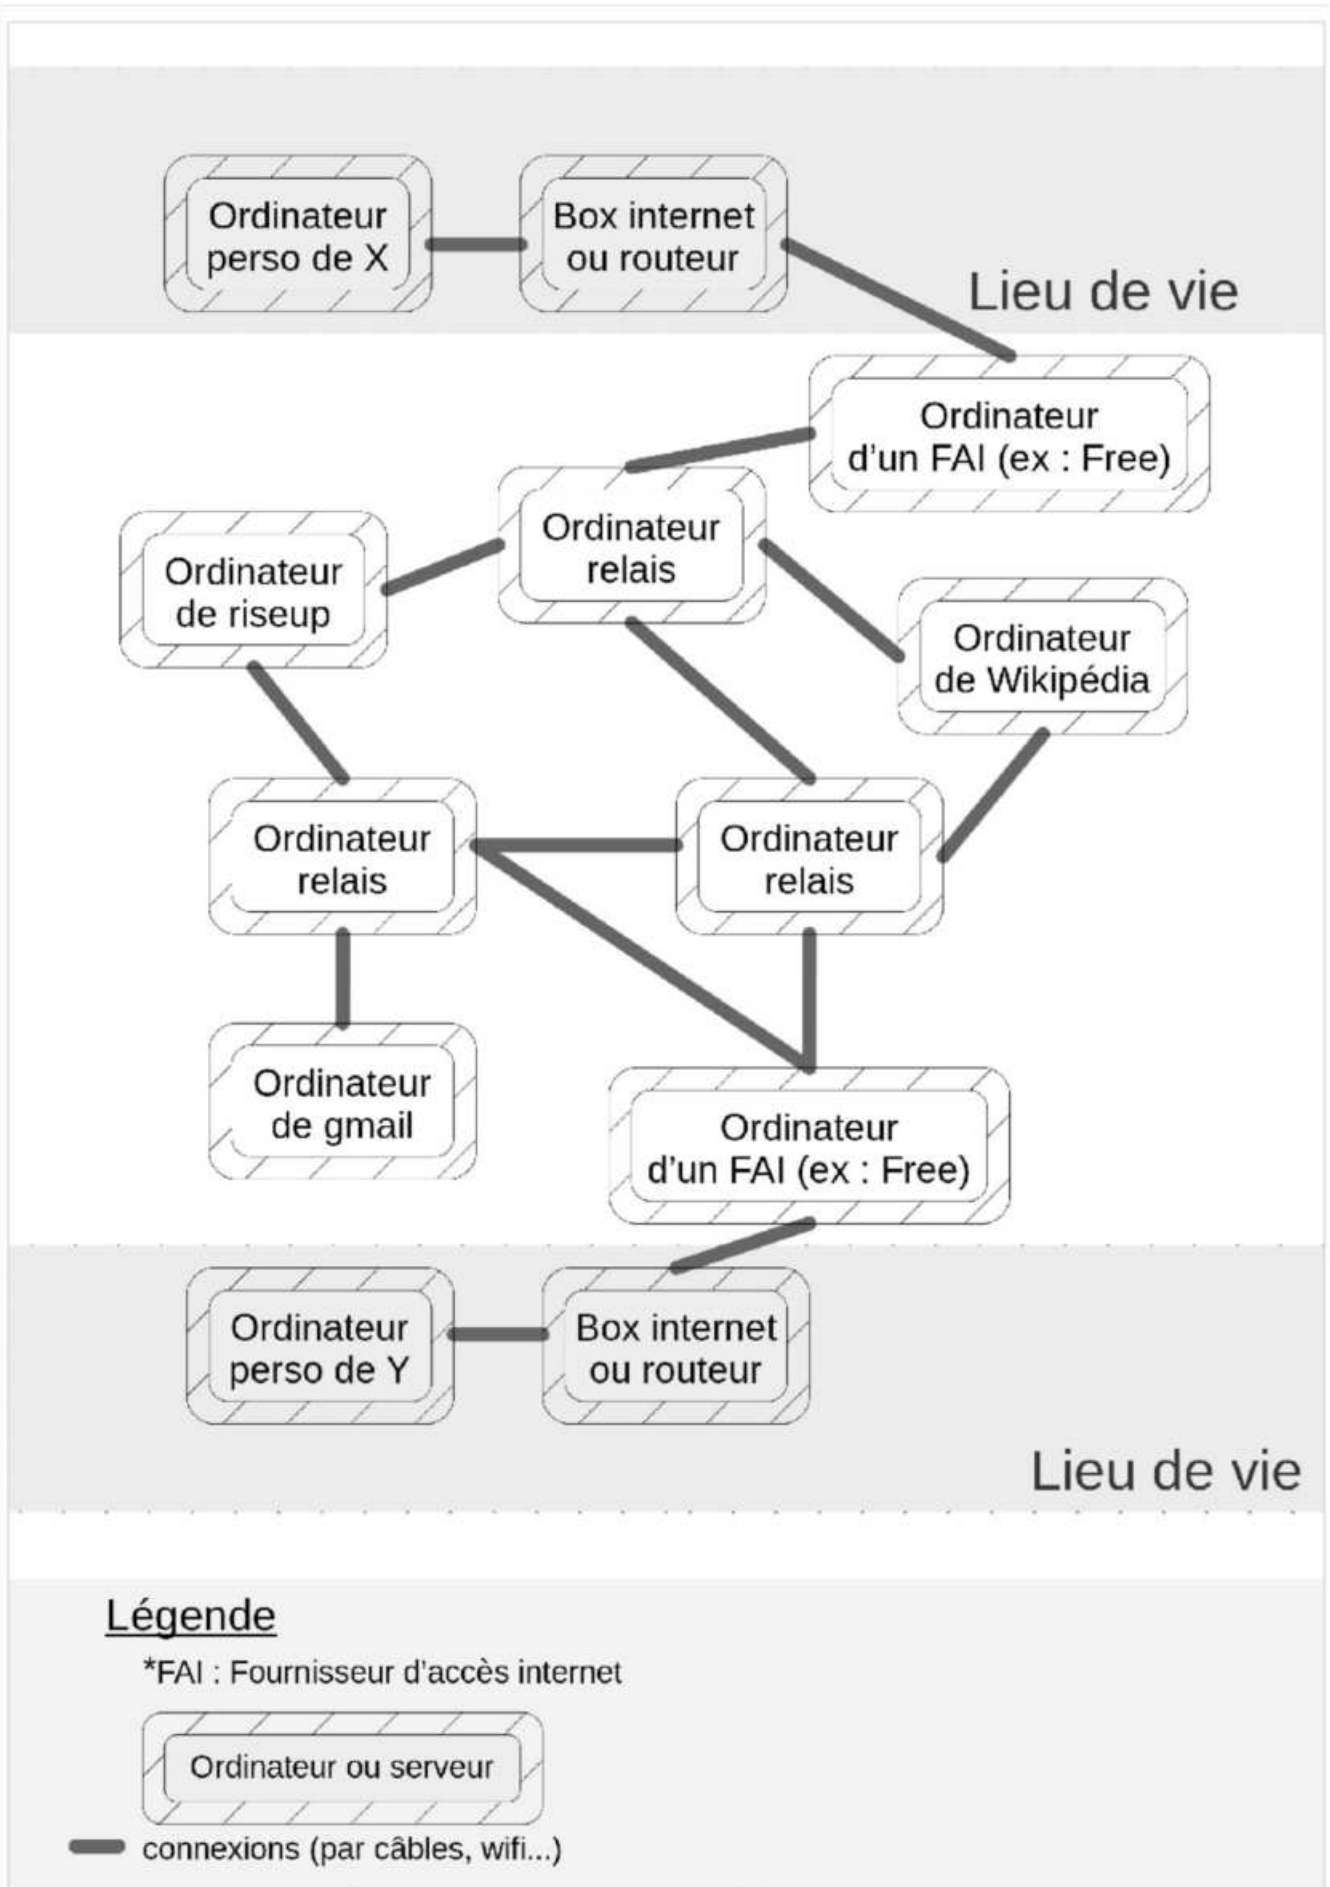 Ordinateur
perso de X
Box internet
ou routeur
Lieu de vie
Ordinateur
d'un FAI (ex : Free)
Ordinateur
relais
Ordinateur
de riseup
Ordinateur
de Wikipédia
Ordinateur
relais
Ordinateur
relais
Ordinateur
de gmail
Ordinateur
d'un FAI (ex : Free)
Ordinateur
perso de Y
Box internet
ou routeur
Lieu de vie
Légende
*FAI : Fournisseur d'accès internet
Ordinateur ou serveur
connexions (par câbles, wifi...)